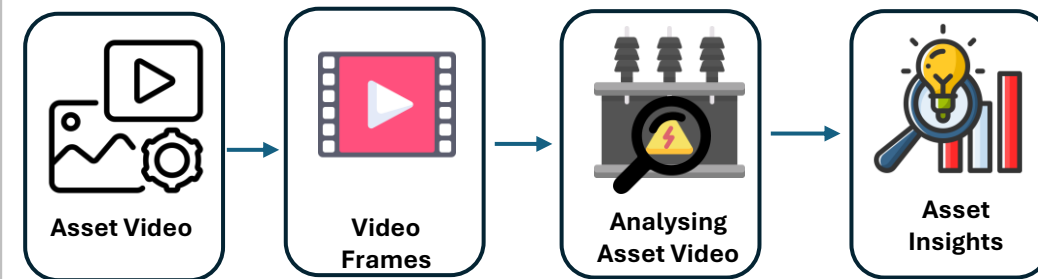 Asset Video
Video
Frames
Analysing
Asset Video
Asset
Insights